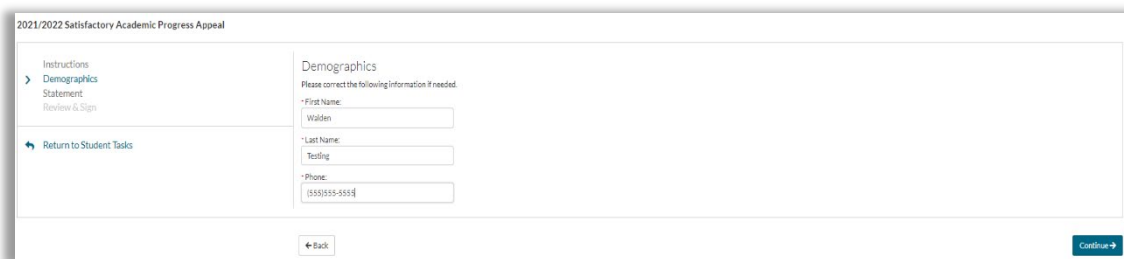 2021/2022 Satisfactory Academic Progress Appeal
Instructions
Demographics
Statement
Review & Sign
Return to Student Tasks
Demographics
Please correct the following information if needed.
*First Name:
Walden
*Last Name:
Testing
*Phone:
(555)555-5555
Back
Continue